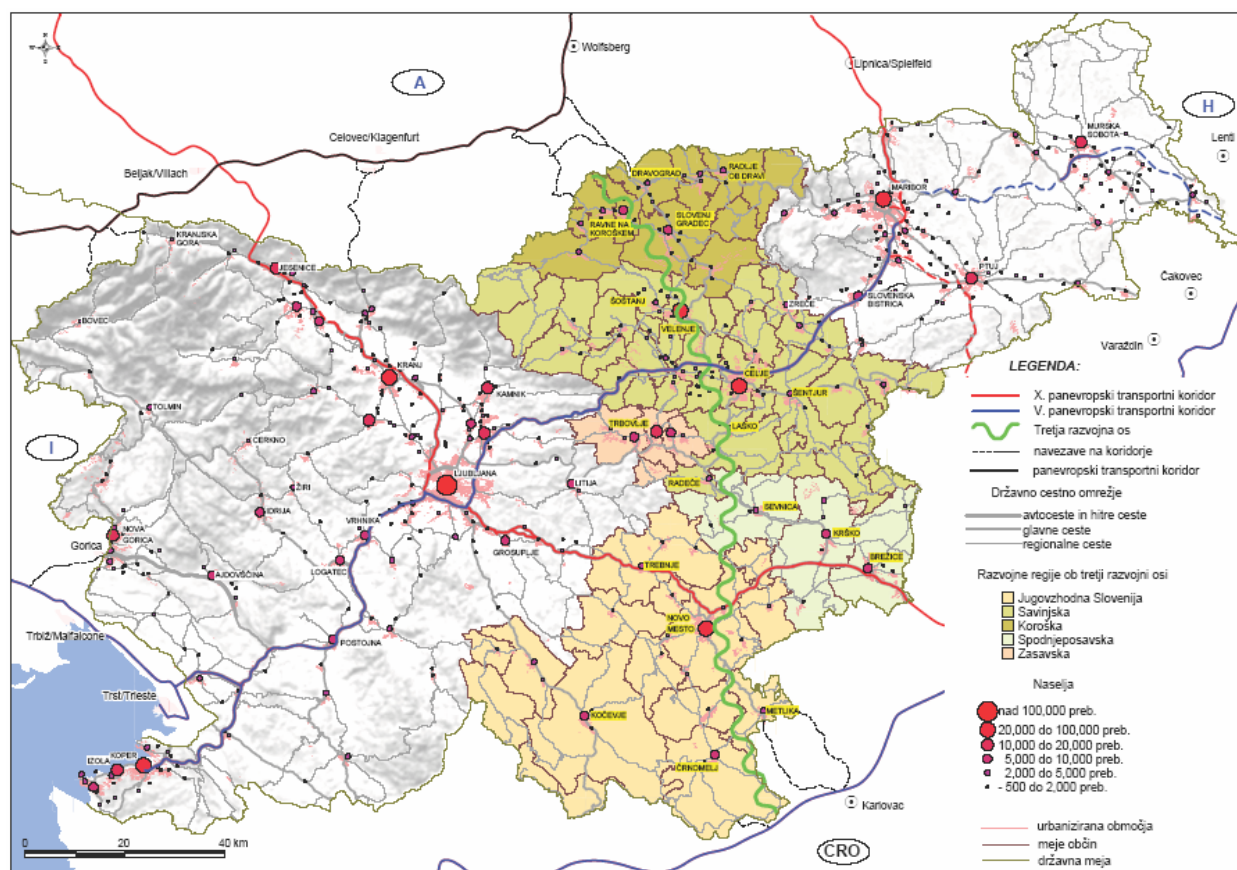 Wolfsberg
Lipnica/Spielfeld
A
H
Celovec/Klagenfurt
Beljak/Villach
MURSKA
SOBOTA
Lenti
DRAVOGRAD
RADLJE
OB DRAVI
MARIBOR
RAVNE NA
KOROŠKEM
SLOVENJ
GRADEC
KRANJSKA
GORA
JESENICE
PTUJ
Čakovec
BOVEC
ŠOŠTANJ
VELENJE
ZREČE
SLOVENSKA
BISTRICA
Varaždin
KRANJ
KAMNIK
CELJE
ŠENTJUR
TOLMIN
CERKNO
TRBOVLJE
LAŠKO
I
LJUBLJANA
ŽIRI
IDRIJA
LITIJA
RADEČE
SEVNICA
VRHNIKA
NOVA
GORICA
Gorica
GROSUPLJE
KRŠKO
BREŽICE
AJDOVŠČINA
LOGATEC
TREBNJE
NOVO
MESTO
Trbiž/Malfalcone
POSTOJNA
Trst/Trieste
KOČEVJE
METLIKA
IZOLA
KOPER
ČRNOMELJ
Karlovac
CRO
0 20 40 km
LEGENDA:
X. panevropski transportni koridor
V. panevropski transportni koridor
Tretja razvojna os
navezave na koridorje
panevropski transportni koridor
Državno cestno omrežje
avtoceste in hitre ceste
glavne ceste
regionalne ceste
Razvojne regije ob tretji razvojni osi
Jugovzhodna Slovenija
Savinjska
Koroška
Spodnjeposavska
Zasavska
Naselja
nad 100,000 preb.
20,000 do 100,000 preb.
10,000 do 20,000 preb.
5,000 do 10,000 preb.
2,000 do 5,000 preb.
- 500 do 2,000 preb.
urbanizirana območja
meje občin
državna meja